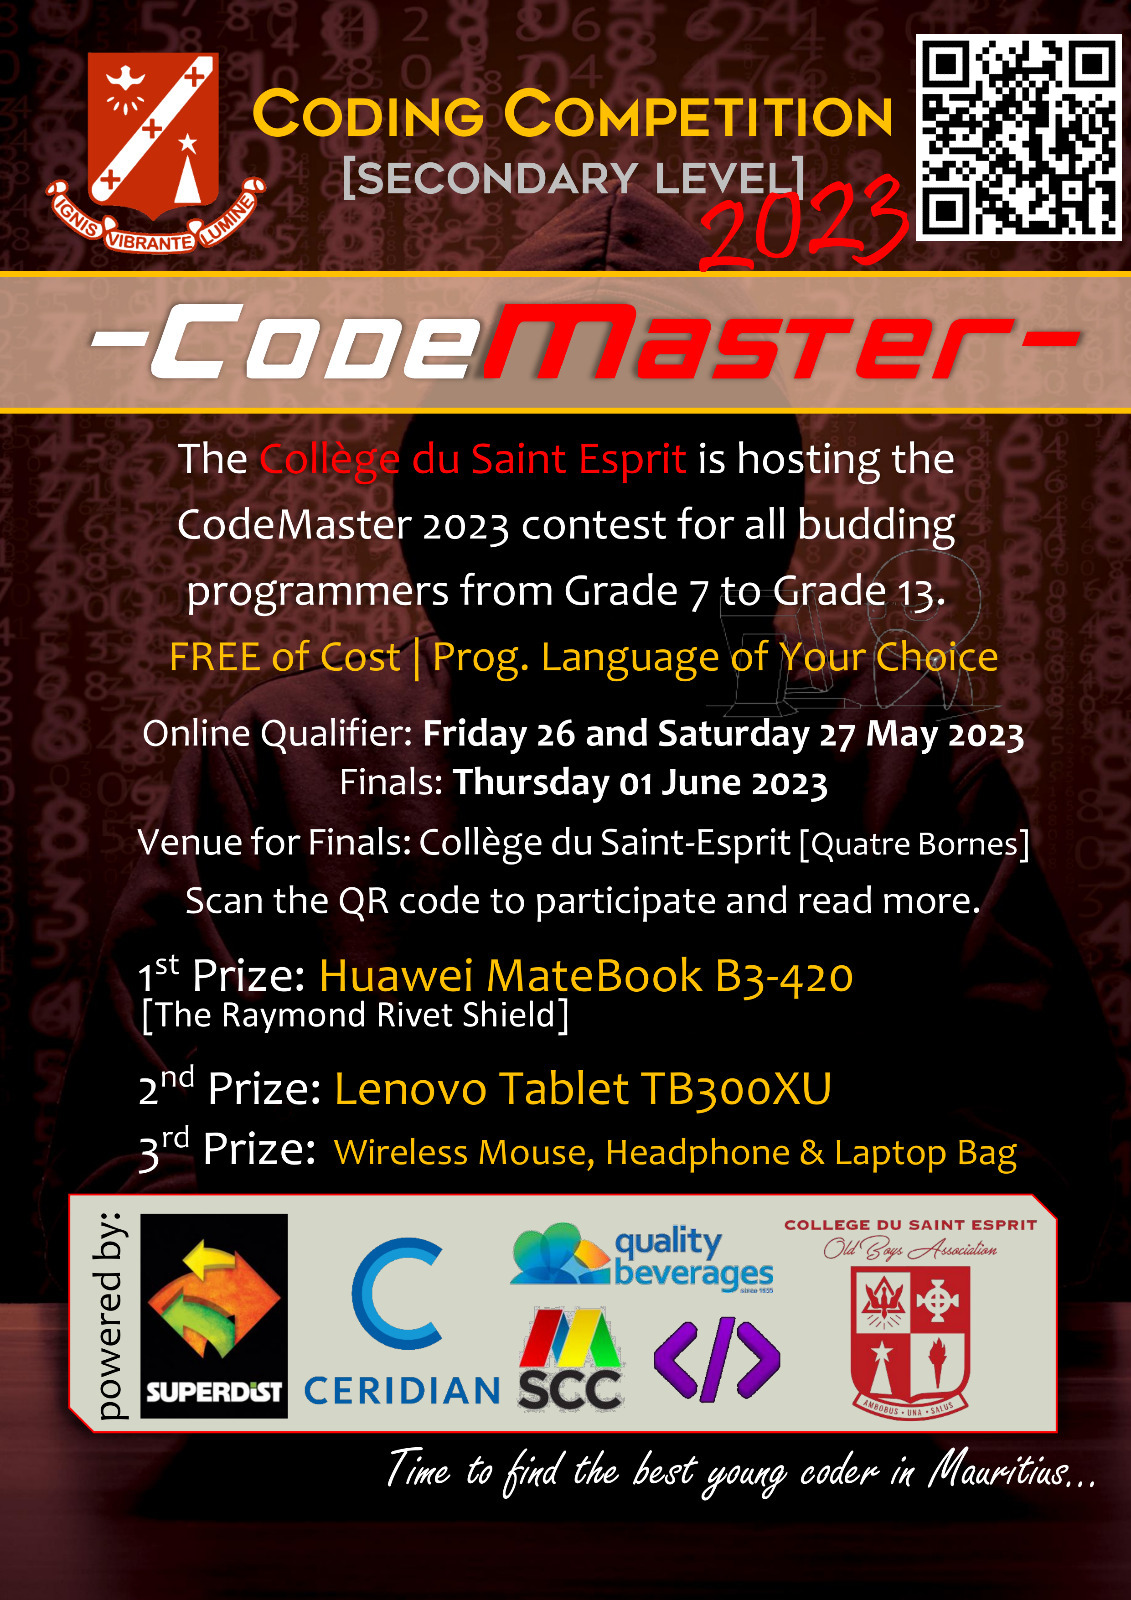 CODING COMPETITION
[SECONDARY LEVEL]
2023
IGNIS VIBRANTE LUMINE
-CodeMaster-
The Collège du Saint Esprit is hosting the
CodeMaster 2023 contest for all budding
programmers from Grade 7 to Grade 13.
FREE of Cost | Prog. Language of Your Choice
Online Qualifier: Friday 26 and Saturday 27 May 2023
Finals: Thursday 01 June 2023
Venue for Finals: Collège du Saint-Esprit [Quatre Bornes]
Scan the QR code to participate and read more.
1st Prize: Huawei MateBook B3-420
[The Raymond Rivet Shield]
2nd Prize: Lenovo Tablet TB300XU
3rd Prize: Wireless Mouse, Headphone & Laptop Bag
powered by:
SUPERDIST
CERIDIAN
quality
beverages
since 1955
MSCC
</>
COLLEGE DU SAINT ESPRIT
Old Boys Association
AMBOBUS • UNA • SALUS
Time to find the best young coder in Mauritius...